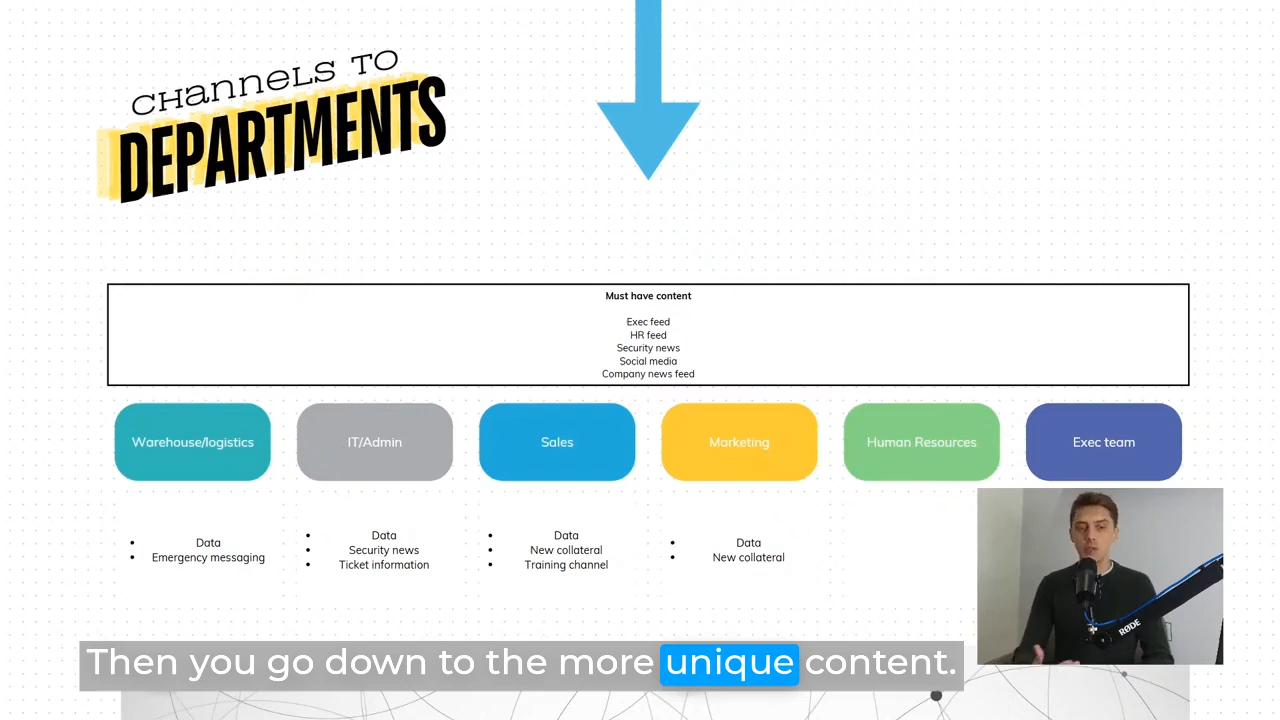 CHANNELS TO
DEPARTMENTS
Must have content
Exec feed
HR feed
Security news
Social media
Company news feed
Warehouse/logistics
IT/Admin
Sales
Marketing
Human Resources
Exec team
• Data
• Emergency messaging
• Data
• Security news
• Ticket information
• Data
• New collateral
• Training channel
• Data
• New collateral
RØDE
Then you go down to the more unique content.